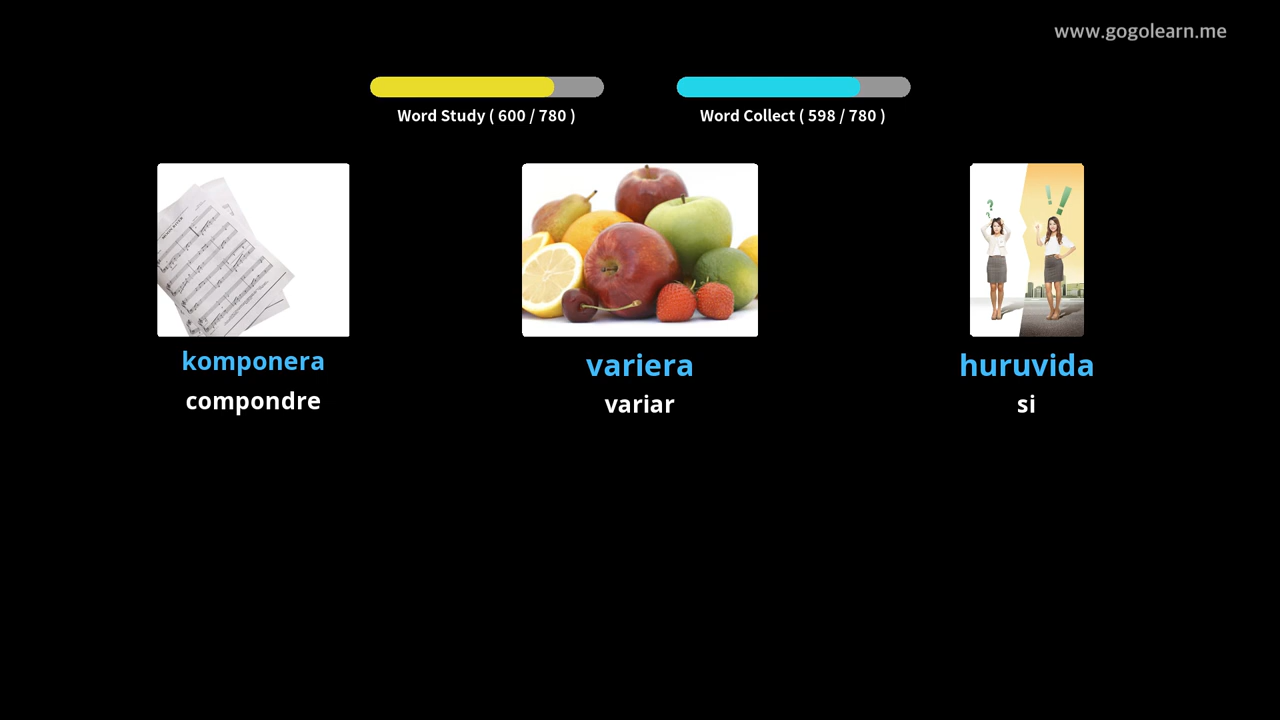 www.gogolearn.me
Word Study ( 600 / 780 )
Word Collect ( 598 / 780 )
komponera
variera
huruvida
compondre
variar
si